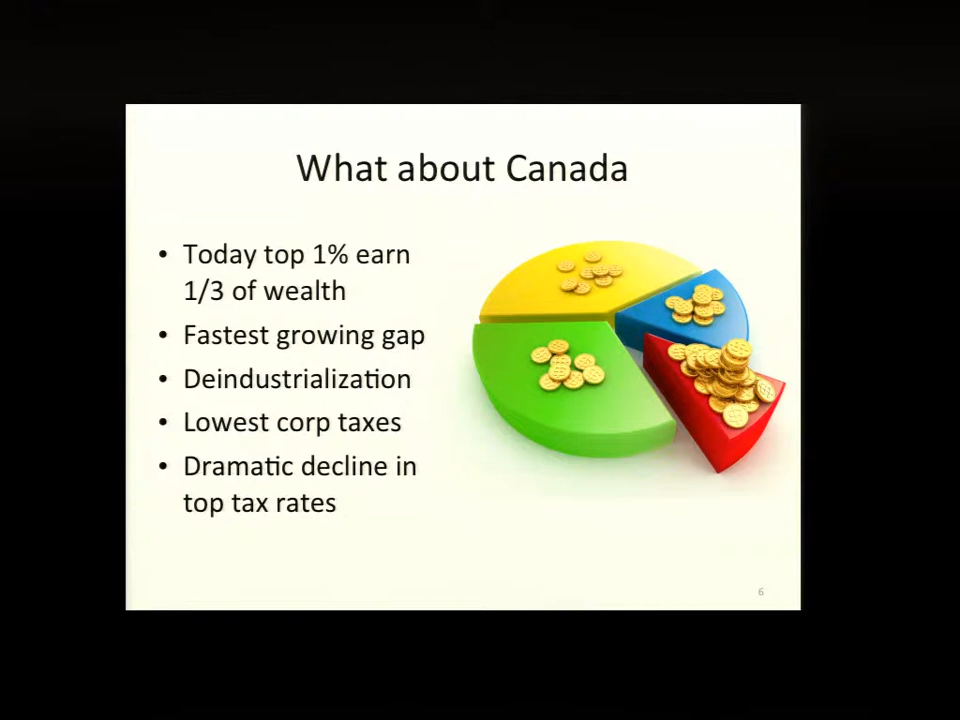 What about Canada
• Today top 1% earn
1/3 of wealth
• Fastest growing gap
• Deindustrialization
• Lowest corp taxes
• Dramatic decline in
top tax rates
6